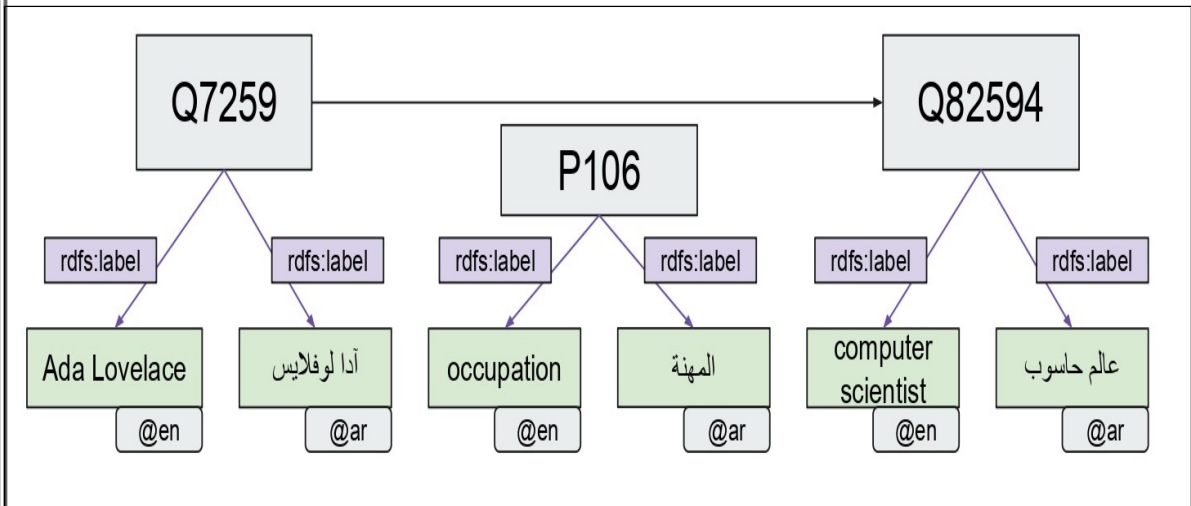 Q7259
Q82594
P106
rdfs:label
rdfs:label
rdfs:label
rdfs:label
rdfs:label
rdfs:label
Ada Lovelace
آدا لوفلايس
occupation
المهنة
computer
scientist
عالم حاسوب
@en
@ar
@en
@ar
@en
@ar